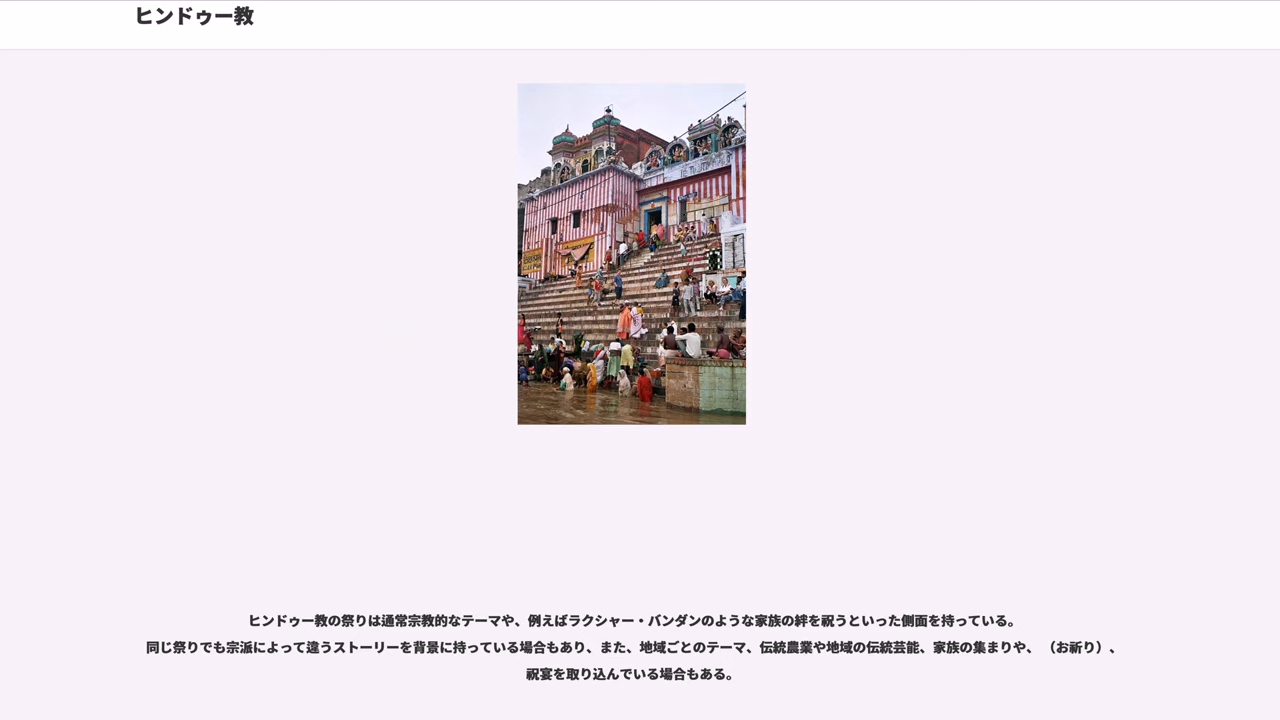 ヒンドゥー教
ヒンドゥー教の祭りは通常宗教的なテーマや、例えばラクシャー・バンダンのような家族の絆を祝うといった側面を持っている。
同じ祭りでも宗派によって違うストーリーを背景に持っている場合もあり、また、地域ごとのテーマ、伝統農業や地域の伝統芸能、家族の集まりや、 （お祈り）、
祝宴を取り込んでいる場合もある。